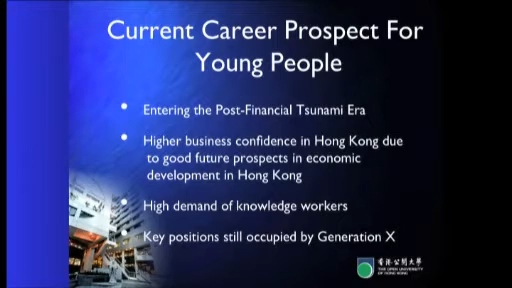 Current Career Prospect For
Young People
• Entering the Post-Financial Tsunami Era
• Higher business confidence in Hong Kong due
to good future prospects in economic
development in Hong Kong
• High demand of knowledge workers
• Key positions still occupied by Generation X
香港公開大學
THE OPEN UNIVERSITY
OF HONG KONG